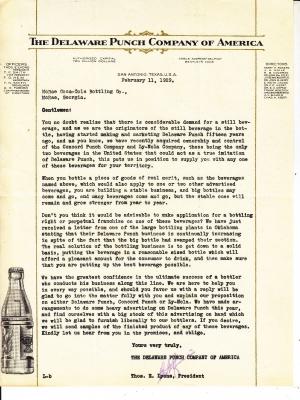 THE DELAWARE PUNCH COMPANY OF AMERICA
OFFICERS
DIRECTORS
AUTHORIZED CAPITAL
SAN ANTONIO, TEXAS, U.S.A.
February 11, 1929,
Coca-Cola Bottling Co.,
Georgia.
Gentlemen:
You no doubt realize that there is considerable demand for a still bev-
erage, and as we are the originators of the still beverage in the bot-
tle, having started making and marketing Delaware Punch fifteen years
ago, and as you know, we have recently acquired ownership and control
of the Concord Punch Company and Ly-Nola Company, these being the only
two beverages in the United States that could act as a true imitation
of Delaware Punch, this puts us in position to supply you with any one
of these beverages for your territory.
When you bottle a piece of goods of real merit, such as the beverages
named above, which would also apply to one or two other advertised
beverages, you are building a stable business, and big bottles may
come and go, and many beverages come and go, but the stable ones will
remain and grow stronger from year to year.
Don't you think it would be advisable to make application for a bottling
right or perpetual franchise on one of these beverages? We have just
received a letter from one of the large bottling plants in Oklahoma,
stating that their Delaware Punch business is continually increasing
in spite of the fact that the big bottle had swamped their section.
The real solution of the bottling business is to get down to a solid
basis, putting the beverage in a reasonable sized bottle which will
afford a pleasant amount for the consumer to drink, and then make sure
that you are putting up the best beverage possible.
We have the greatest confidence in the ultimate success of a bottler
who conducts his business along this line. We are here to help you
in every way possible, and should you favor us with a reply will be
glad to go into the matter fully with you and explain our proposition
on either Delaware Punch, Concord Punch or Ly-Nola. We have made ar-
rangements to do some heavy advertising on Delaware Punch this year,
and find ourselves with a big stock of this advertising on hand which
we will be glad to furnish liberally to our bottlers. If you desire,
we will send samples of the finished product of any of these beverages.
Kindly let us hear from you in the premises, and oblige.
Yours very truly,
THE DELAWARE PUNCH COMPANY OF AMERICA
Thos. E. Lyons, President
L-b